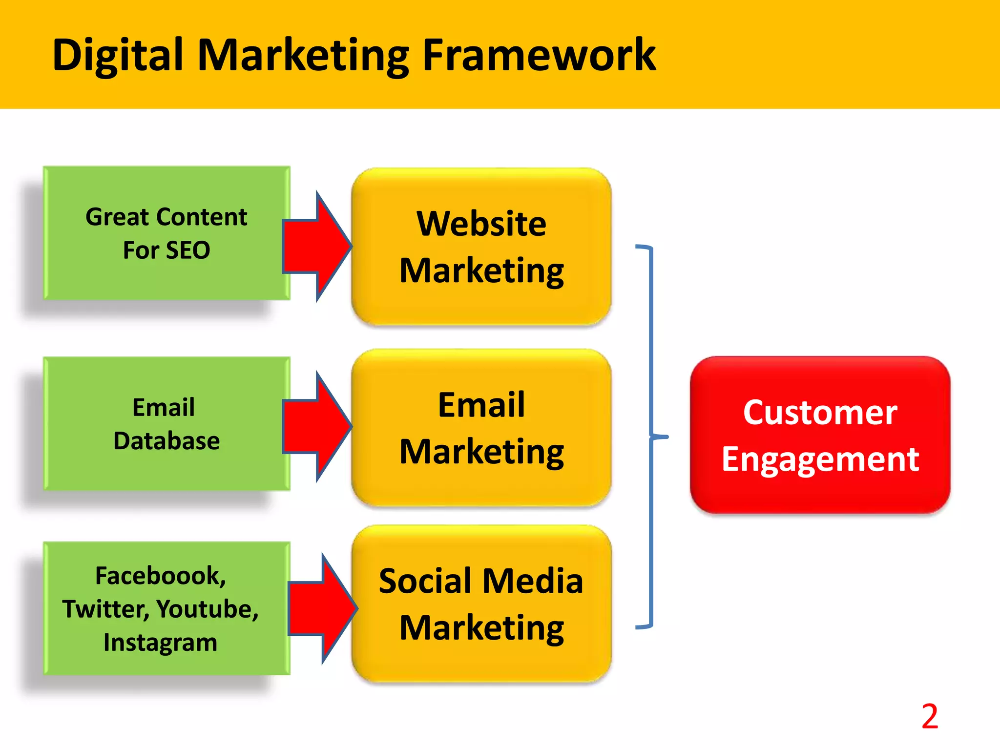 Digital Marketing Framework
Great Content
For SEO
Website
Marketing
Email
Database
Email
Marketing
Customer
Engagement
Faceboook,
Twitter, Youtube,
Instagram
Social Media
Marketing
2